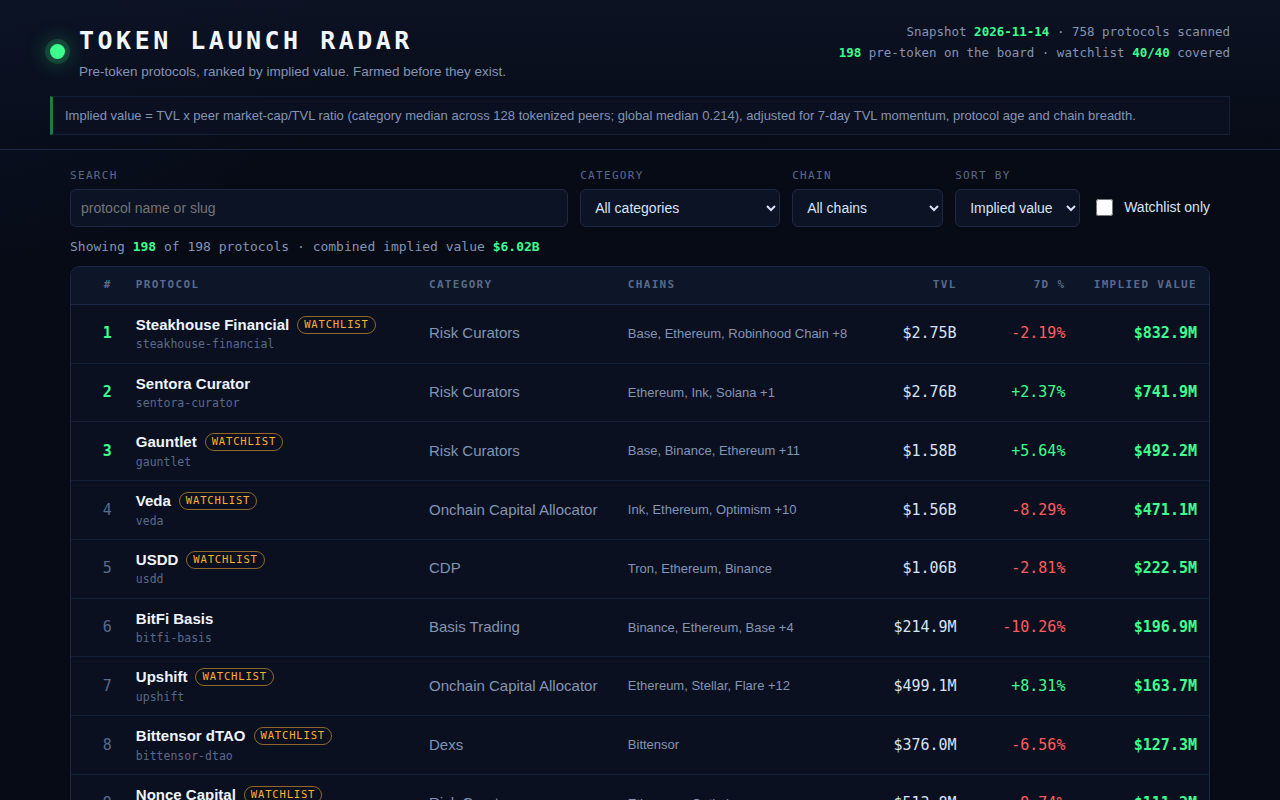 TOKEN LAUNCH RADAR
Pre-token protocols, ranked by implied value. Farmed before they exist.
Snapshot 2026-11-14 · 758 protocols scanned
198 pre-token on the board · watchlist 40/40 covered
Implied value = TVL x peer market-cap/TVL ratio (category median across 128 tokenized peers; global median 0.214), adjusted for 7-day TVL momentum, protocol age and chain breadth.
SEARCH CATEGORY CHAIN SORT BY
protocol name or slug All categories All chains Implied value Watchlist only
Showing 198 of 198 protocols · combined implied value $6.02B
# PROTOCOL CATEGORY CHAINS TVL 7D % IMPLIED VALUE
1 Steakhouse Financial WATCHLIST Risk Curators Base, Ethereum, Robinhood Chain +8 $2.75B -2.19% $832.9M
steakhouse-financial
2 Sentora Curator Risk Curators Ethereum, Ink, Solana +1 $2.76B +2.37% $741.9M
sentora-curator
3 Gauntlet WATCHLIST Risk Curators Base, Binance, Ethereum +11 $1.58B +5.64% $492.2M
gauntlet
4 Veda WATCHLIST Onchain Capital Allocator Ink, Ethereum, Optimism +10 $1.56B -8.29% $471.1M
veda
5 USDD WATCHLIST CDP Tron, Ethereum, Binance $1.06B -2.81% $222.5M
usdd
6 BitFi Basis Basis Trading Binance, Ethereum, Base +4 $214.9M -10.26% $196.9M
bitfi-basis
7 Upshift WATCHLIST Onchain Capital Allocator Ethereum, Stellar, Flare +12 $499.1M +8.31% $163.7M
upshift
8 Bittensor dTAO WATCHLIST Dexs Bittensor $376.0M -6.56% $127.3M
bittensor-dtao
Nonce Capital WATCHLIST